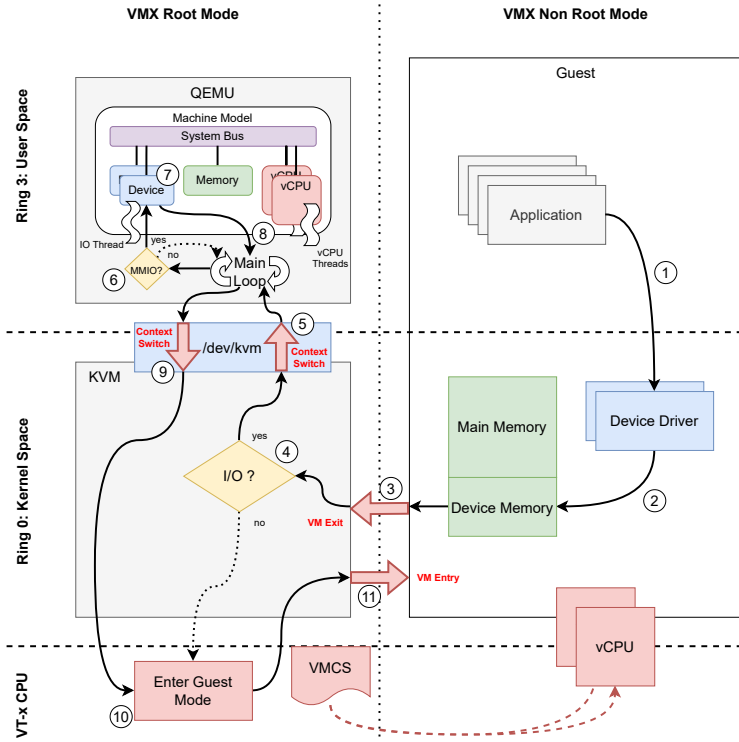 VMX Root Mode
VMX Non Root Mode
Ring 3: User Space
QEMU
Machine Model
System Bus
7
Device
Memory
vCPU
vCPU
IO Thread
yes
no
8
vCPU
Threads
6
MMIO?
Main
Loop
Guest
Application
1
5
Context
Switch
/dev/kvm
Context
Switch
9
Ring 0: Kernel Space
KVM
yes
4
I/O ?
no
3
VM Exit
Main Memory
Device Memory
Device Driver
2
11
VM Entry
VT-x CPU
Enter Guest
Mode
10
VMCS
vCPU